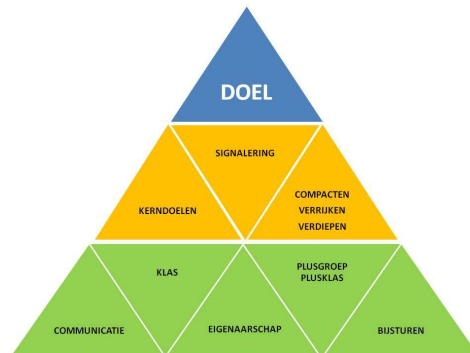 DOEL
SIGNALERING
KERNDOELEN
COMPACTEN
VERRIJKEN
VERDIEPEN
KLAS
PLUSGROEP
PLUSKLAS
COMMUNICATIE
EIGENAARSCHAP
BIJSTUREN